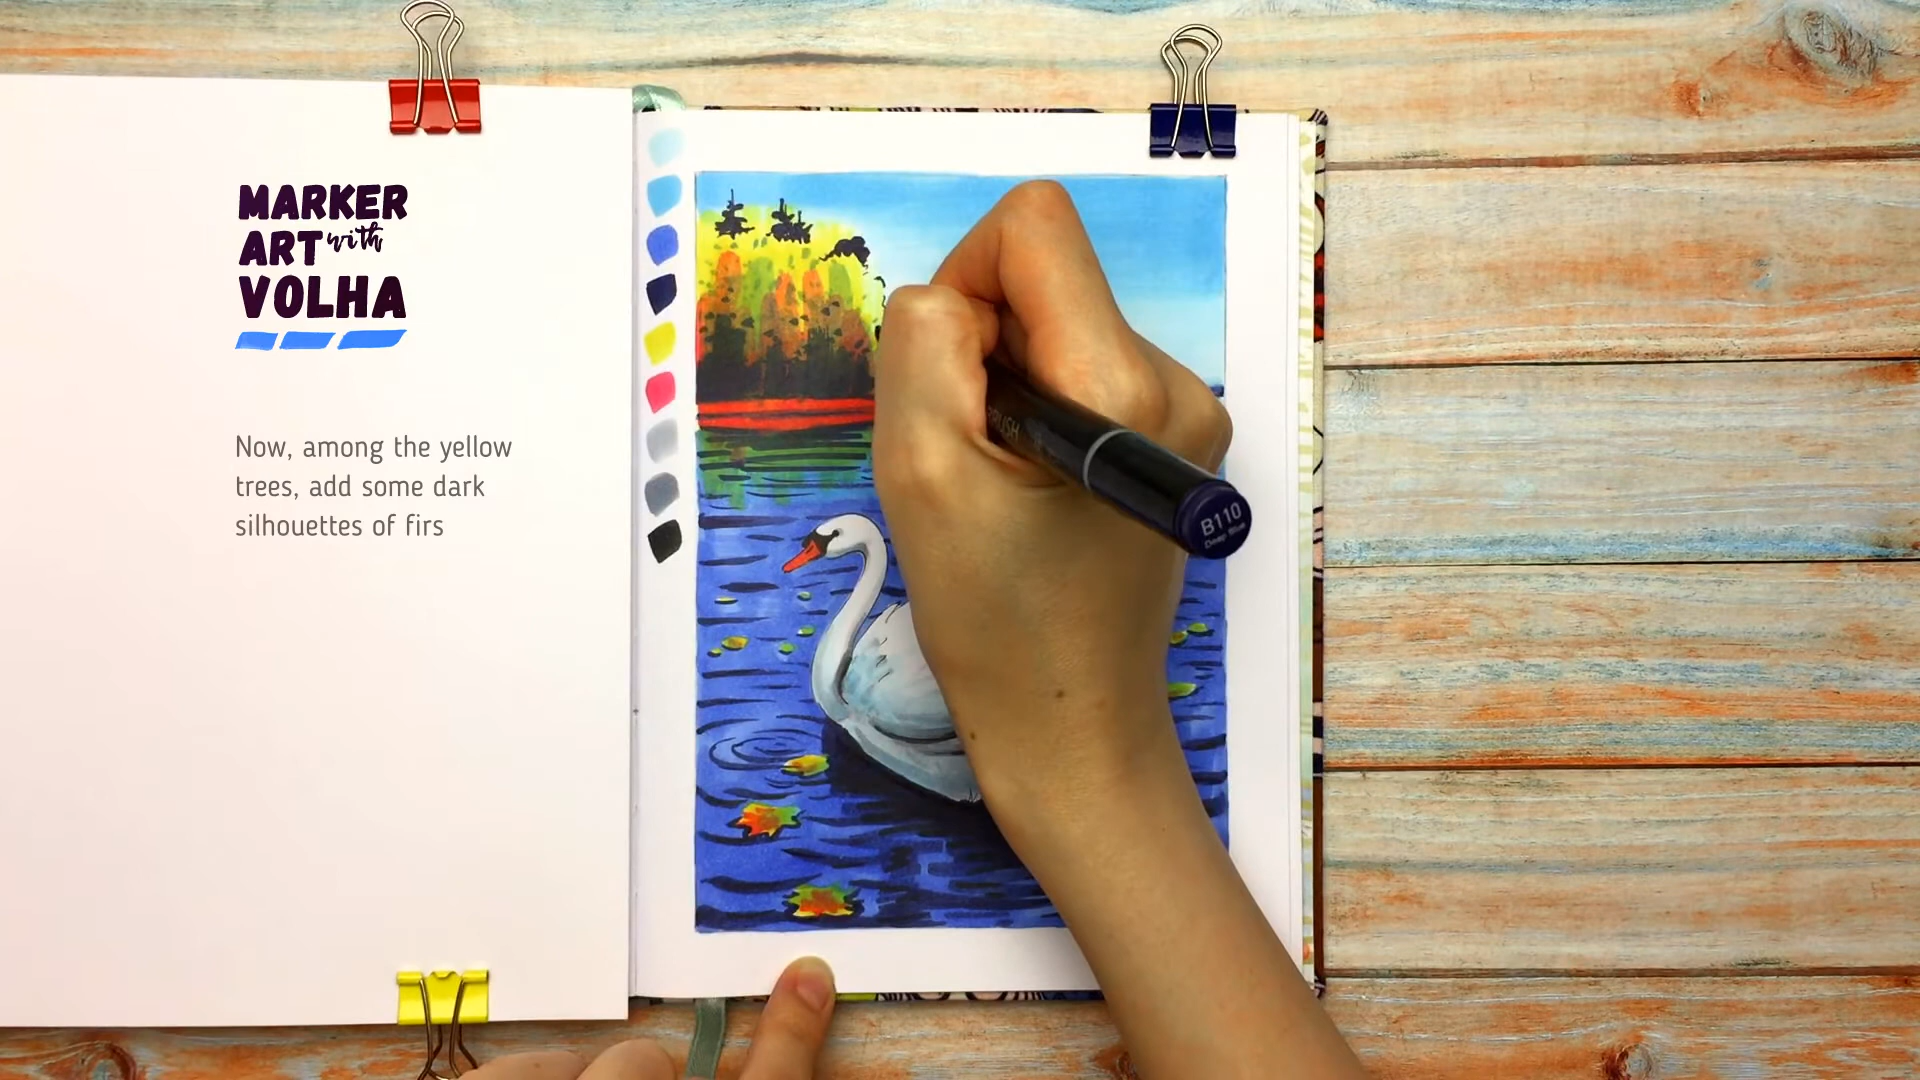 MARKER
ART with
VOLHA
Now, among the yellow
trees, add some dark
silhouettes of firs
BRUSH
B110
Deep Blue